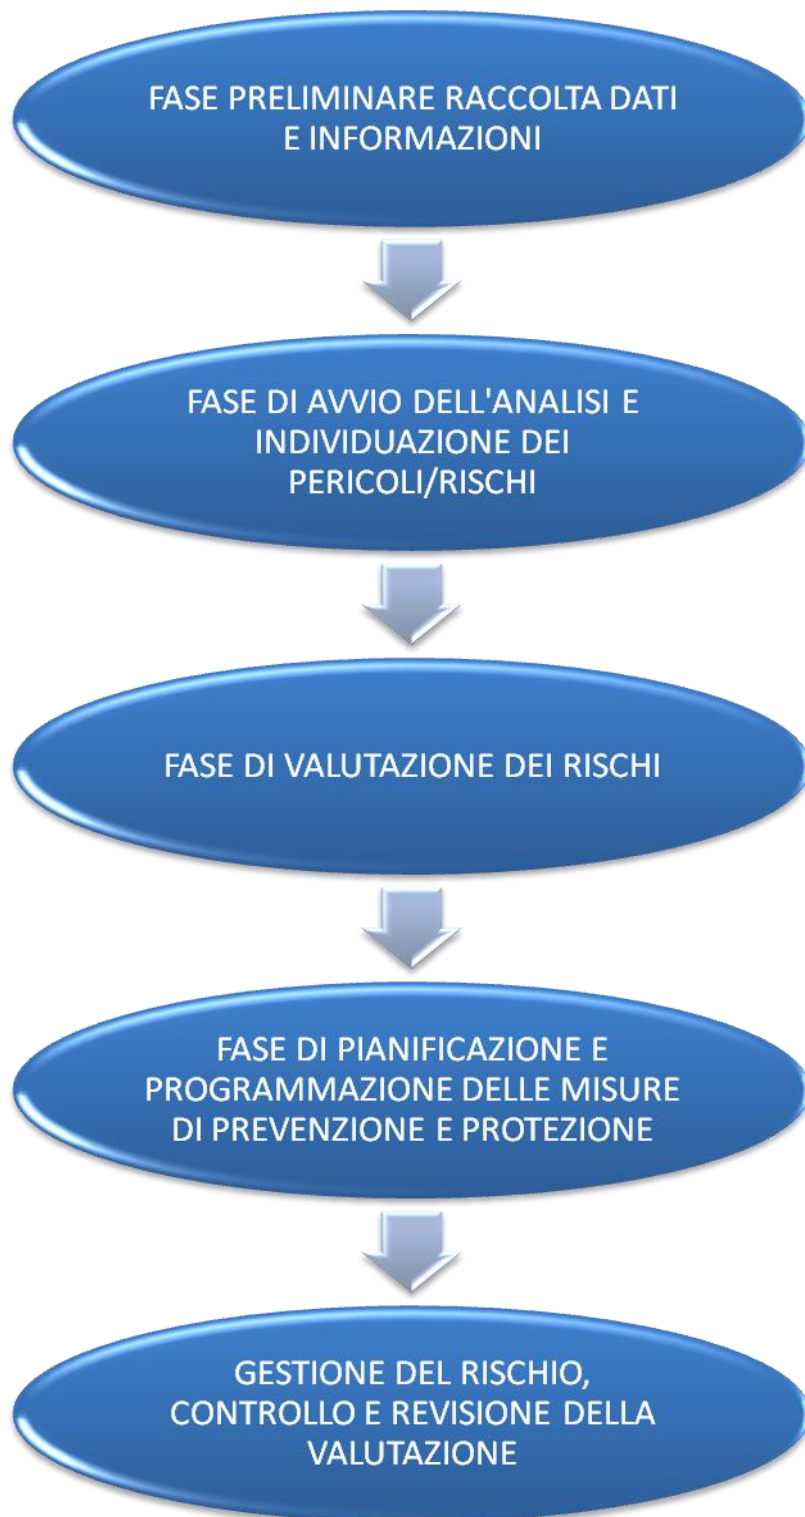 FASE PRELIMINARE RACCOLTA DATI
E INFORMAZIONI
FASE DI AVVIO DELL'ANALISI E
INDIVIDUAZIONE DEI
PERICOLI/RISCHI
FASE DI VALUTAZIONE DEI RISCHI
FASE DI PIANIFICAZIONE E
PROGRAMMAZIONE DELLE MISURE
DI PREVENZIONE E PROTEZIONE
GESTIONE DEL RISCHIO,
CONTROLLO E REVISIONE DELLA
VALUTAZIONE